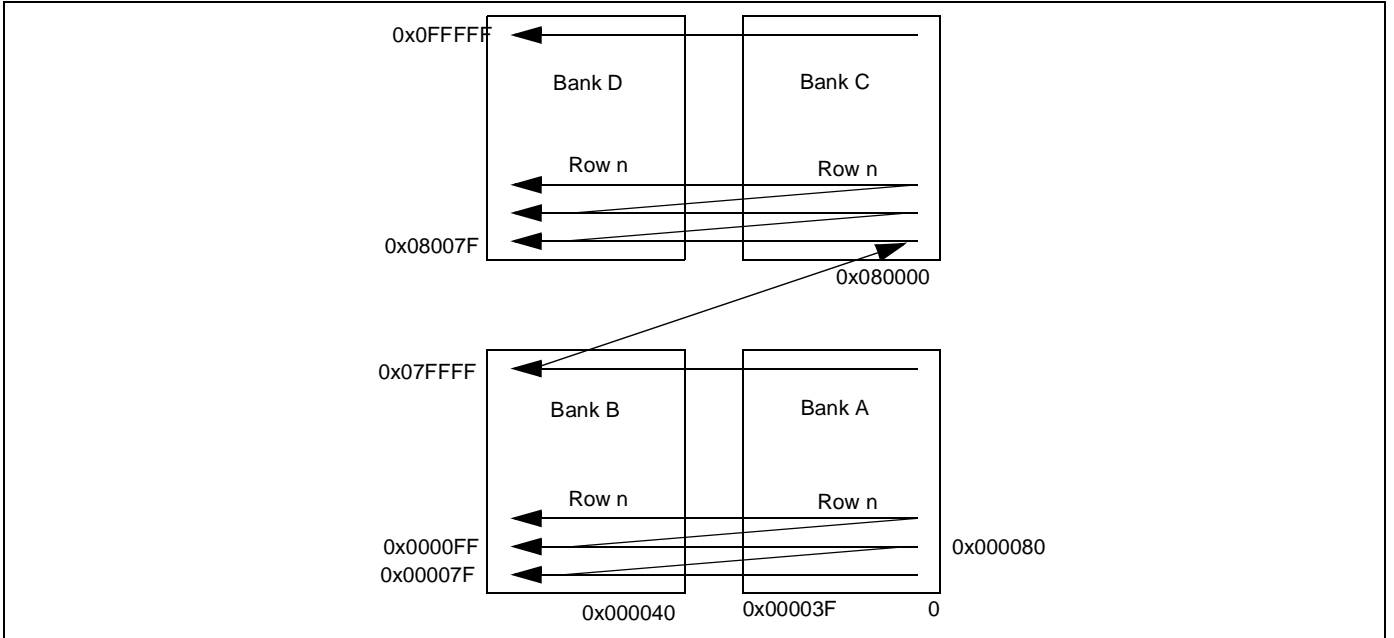 0x0FFFFF
Bank D
Bank C
Row n
Row n
0x08007F
0x080000
0x07FFFF
Bank B
Bank A
Row n
Row n
0x0000FF
0x000080
0x00007F
0x000040
0x00003F
0